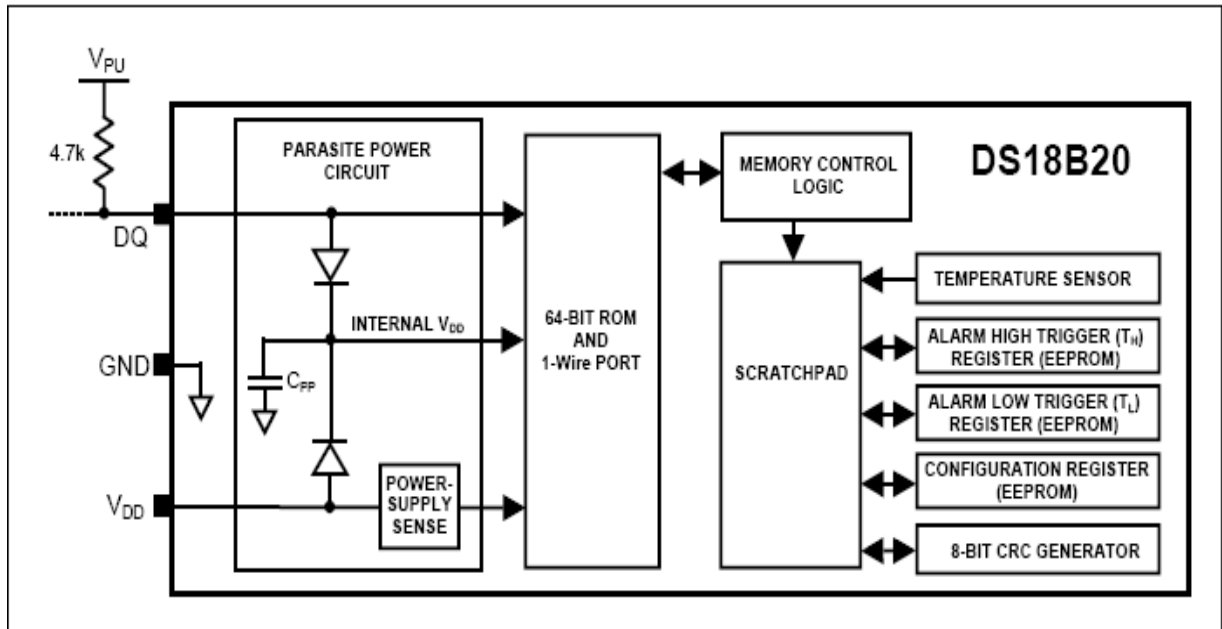 V_PU
4.7k
DQ
GND
V_DD
PARASITE POWER
CIRCUIT
INTERNAL V_DD
C_PP
POWER-
SUPPLY
SENSE
64-BIT ROM
AND
1-Wire PORT
MEMORY CONTROL
LOGIC
DS18B20
SCRATCHPAD
TEMPERATURE SENSOR
ALARM HIGH TRIGGER (T_H)
REGISTER (EEPROM)
ALARM LOW TRIGGER (T_L)
REGISTER (EEPROM)
CONFIGURATION REGISTER
(EEPROM)
8-BIT CRC GENERATOR